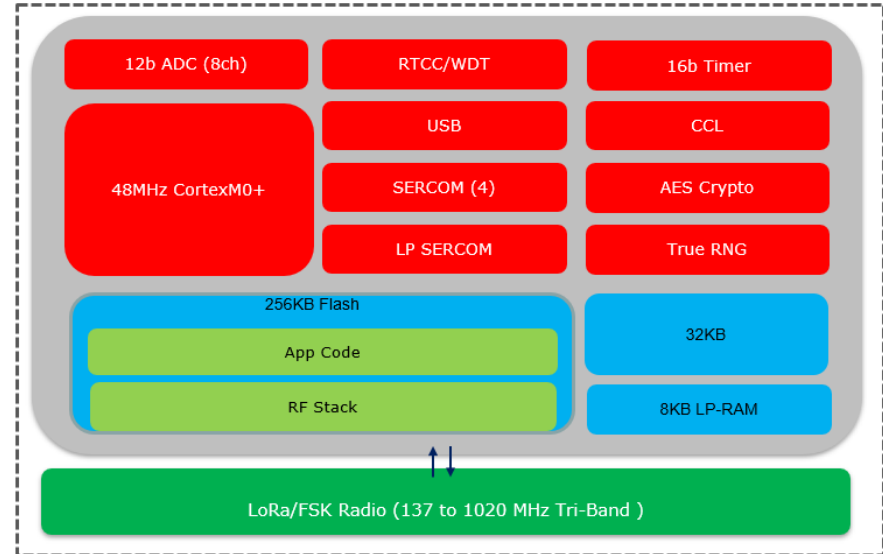 12b ADC (8ch)
RTCC/WDT
16b Timer
48MHz CortexM0+
USB
CCL
SERCOM (4)
AES Crypto
LP SERCOM
True RNG
256KB Flash
App Code
RF Stack
32KB
8KB LP-RAM
LoRa/FSK Radio (137 to 1020 MHz Tri-Band )